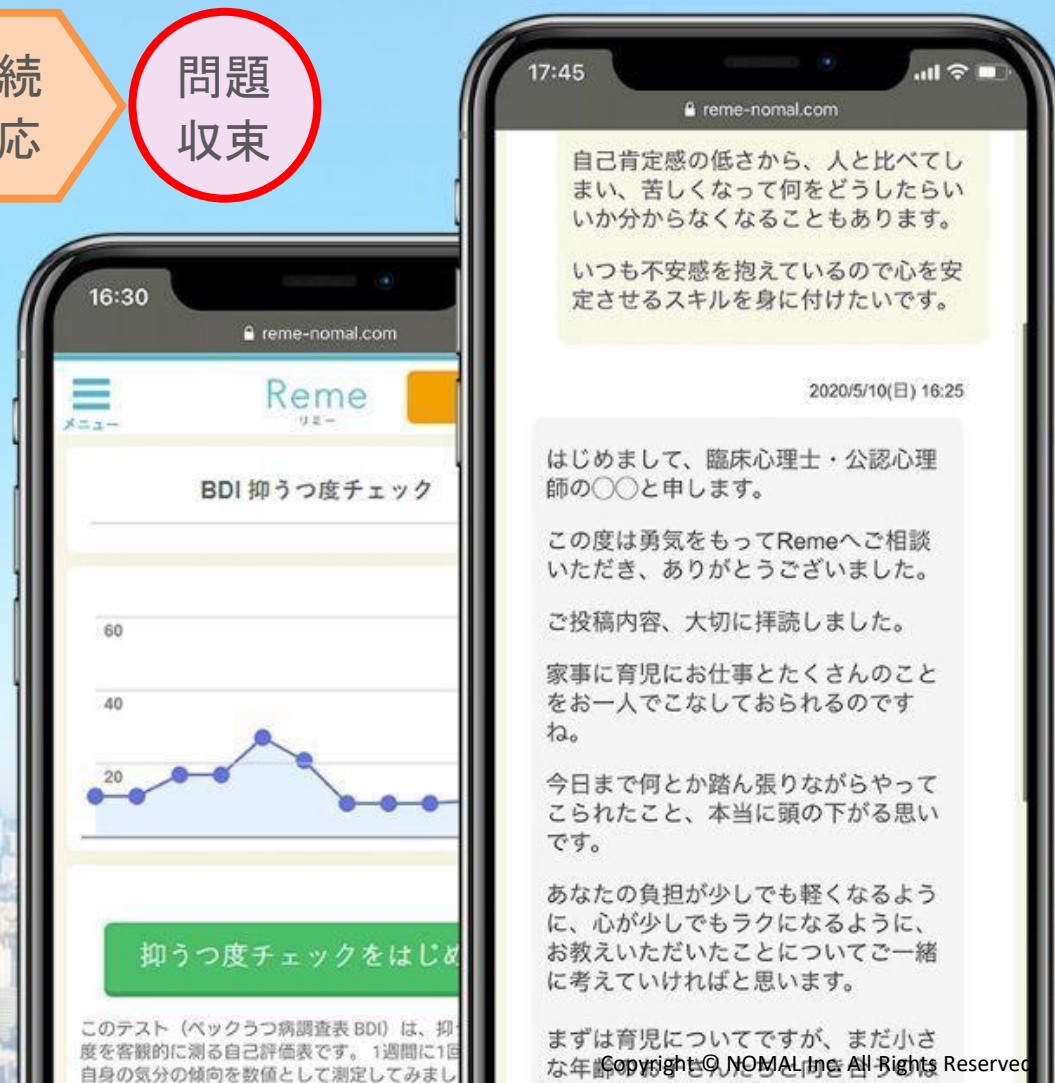 続
応
問題
収束
16:30
reme-nomal.com
メニュー
Reme
リミー
BDI 抑うつ度チェック
60
40
20
抑うつ度チェックをはじめ
このテスト（ベックうつ病調査表 BDI）は、抑
度を客観的に測る自己評価表です。 1週間に1回
自身の気分の傾向を数値として測定してみまし
17:45
reme-nomal.com
自己肯定感の低さから、人と比べてし
まい、苦しくなって何をどうしたらい
いか分からなくなることもあります。
いつも不安感を抱えているので心を安
定させるスキルを身に付けたいです。
2020/5/10(日) 16:25
はじめまして、臨床心理士・公認心理
師の〇〇と申します。
この度は勇気をもってRemeへご相談
いただき、ありがとうございました。
ご投稿内容、大切に拝読しました。
家事に育児にお仕事とたくさんのこと
をお一人でこなしておられるのです
ね。
今日まで何とか踏ん張りながらやって
こられたこと、本当に頭の下がる思い
です。
あなたの負担が少しでも軽くなるよう
に、心が少しでもラクになるように、
お教えいただいたことについてご一緒
に考えていければと思います。
まずは育児についてですが、まだ小さ
な年齢
Copyright © NOMAL Inc. All Rights Reserved